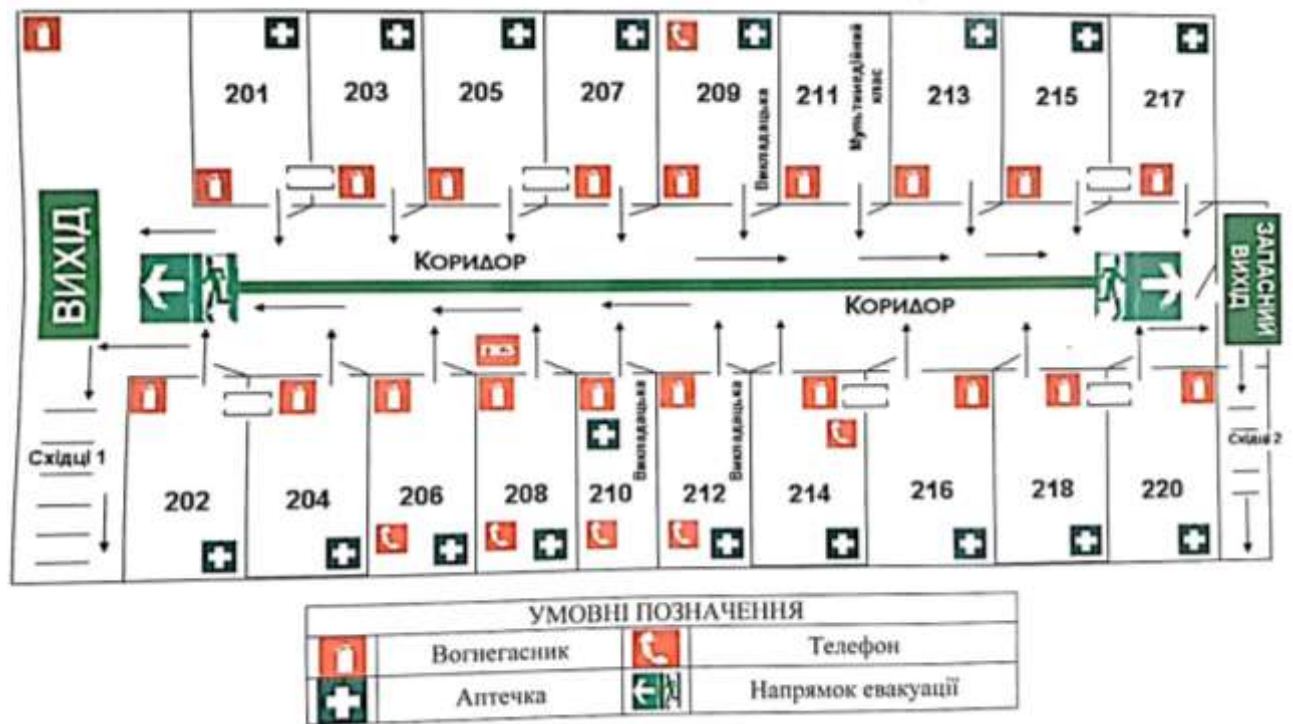 201 203 205 207 209 Викладацька 211 Мультимедійний клас 213 215 217
ВИХІД
ЗАПАСНИЙ ВИХІД
КОРИДОР
КОРИДОР
Східці 1
Східці 2
202 204 206 208 210 Викладацька 212 Викладацька 214 216 218 220
УМОВНІ ПОЗНАЧЕННЯ
Вогнегасник Телефон
Аптечка Напрямок евакуації